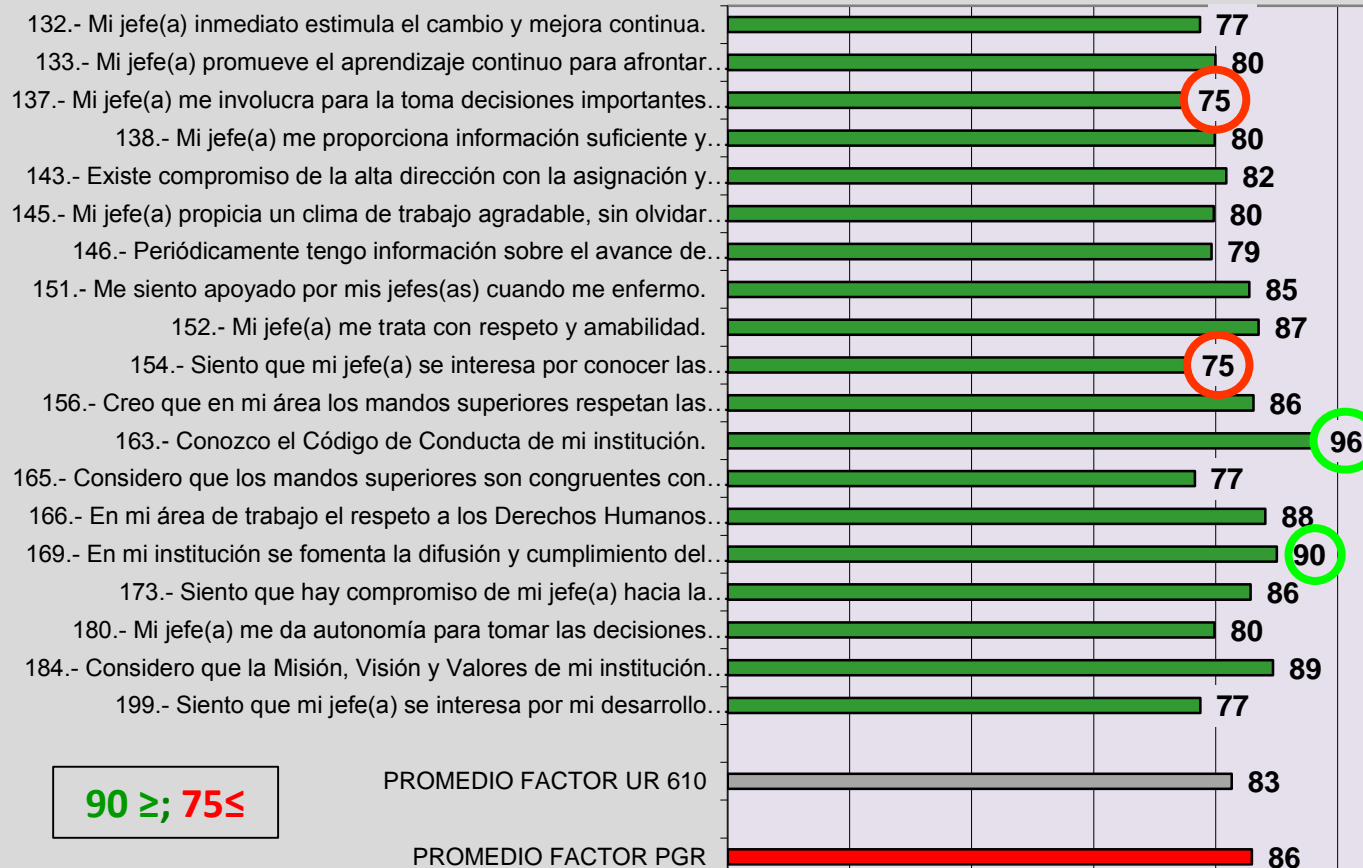 132.- Mi jefe(a) inmediato estimula el cambio y mejora continua. 77
133.- Mi jefe(a) promueve el aprendizaje continuo para afrontar… 80
137.- Mi jefe(a) me involucra para la toma decisiones importantes… 75
138.- Mi jefe(a) me proporciona información suficiente y… 80
143.- Existe compromiso de la alta dirección con la asignación y… 82
145.- Mi jefe(a) propicia un clima de trabajo agradable, sin olvidar… 80
146.- Periódicamente tengo información sobre el avance de… 79
151.- Me siento apoyado por mis jefes(as) cuando me enfermo. 85
152.- Mi jefe(a) me trata con respeto y amabilidad. 87
154.- Siento que mi jefe(a) se interesa por conocer las… 75
156.- Creo que en mi área los mandos superiores respetan las… 86
163.- Conozco el Código de Conducta de mi institución. 96
165.- Considero que los mandos superiores son congruentes con… 77
166.- En mi área de trabajo el respeto a los Derechos Humanos… 88
169.- En mi institución se fomenta la difusión y cumplimiento del… 90
173.- Siento que hay compromiso de mi jefe(a) hacia la… 86
180.- Mi jefe(a) me da autonomía para tomar las decisiones… 80
184.- Considero que la Misión, Visión y Valores de mi institución… 89
199.- Siento que mi jefe(a) se interesa por mi desarrollo… 77
PROMEDIO FACTOR UR 610 83
90 ≥; 75≤
PROMEDIO FACTOR PGR 86